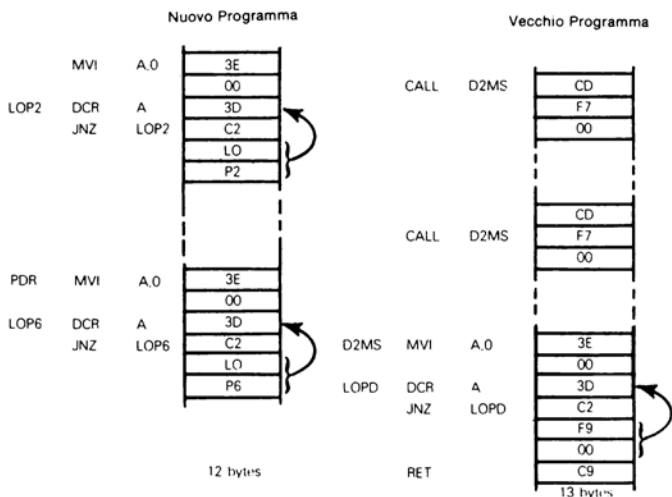 Nuovo Programma
MVI A,0 3E
00
LOP2 DCR A 3D
JNZ LOP2 C2
LO
P2
PDR MVI A,0 3E
00
LOP6 DCR A 3D
JNZ LOP6 C2
LO
P6
12 bytes
Vecchio Programma
CALL D2MS CD
F7
00
CALL D2MS CD
F7
00
D2MS MVI A,0 3E
00
LOPD DCR A 3D
JNZ LOPD C2
F9
00
RET C9
13 bytes